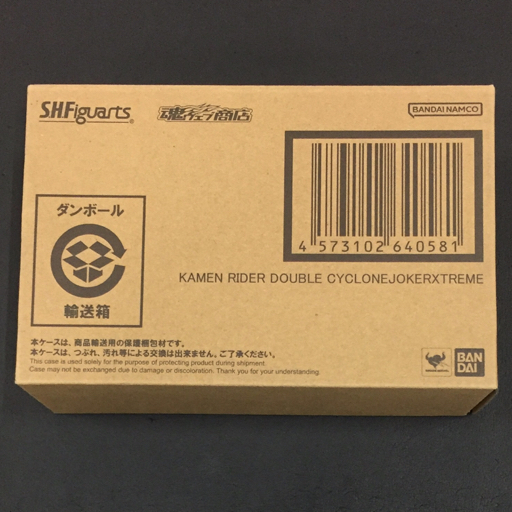 S.H.Figuarts
魂ウェブ商店
BANDAI NAMCO
ダンボール
輸送箱
4 573102 640581
KAMEN RIDER DOUBLE CYCLONEJOKERXTREME
本ケースは、商品輸送用の保護梱包材です。
本ケースは、つぶれ、汚れ等による交換は出来ません、ご了承ください。
This case is used solely for the purpose of protecting product during shipment.
Case may not be exchanged due to damage or discoloration. Thank you for your understanding.
BAN
DAI